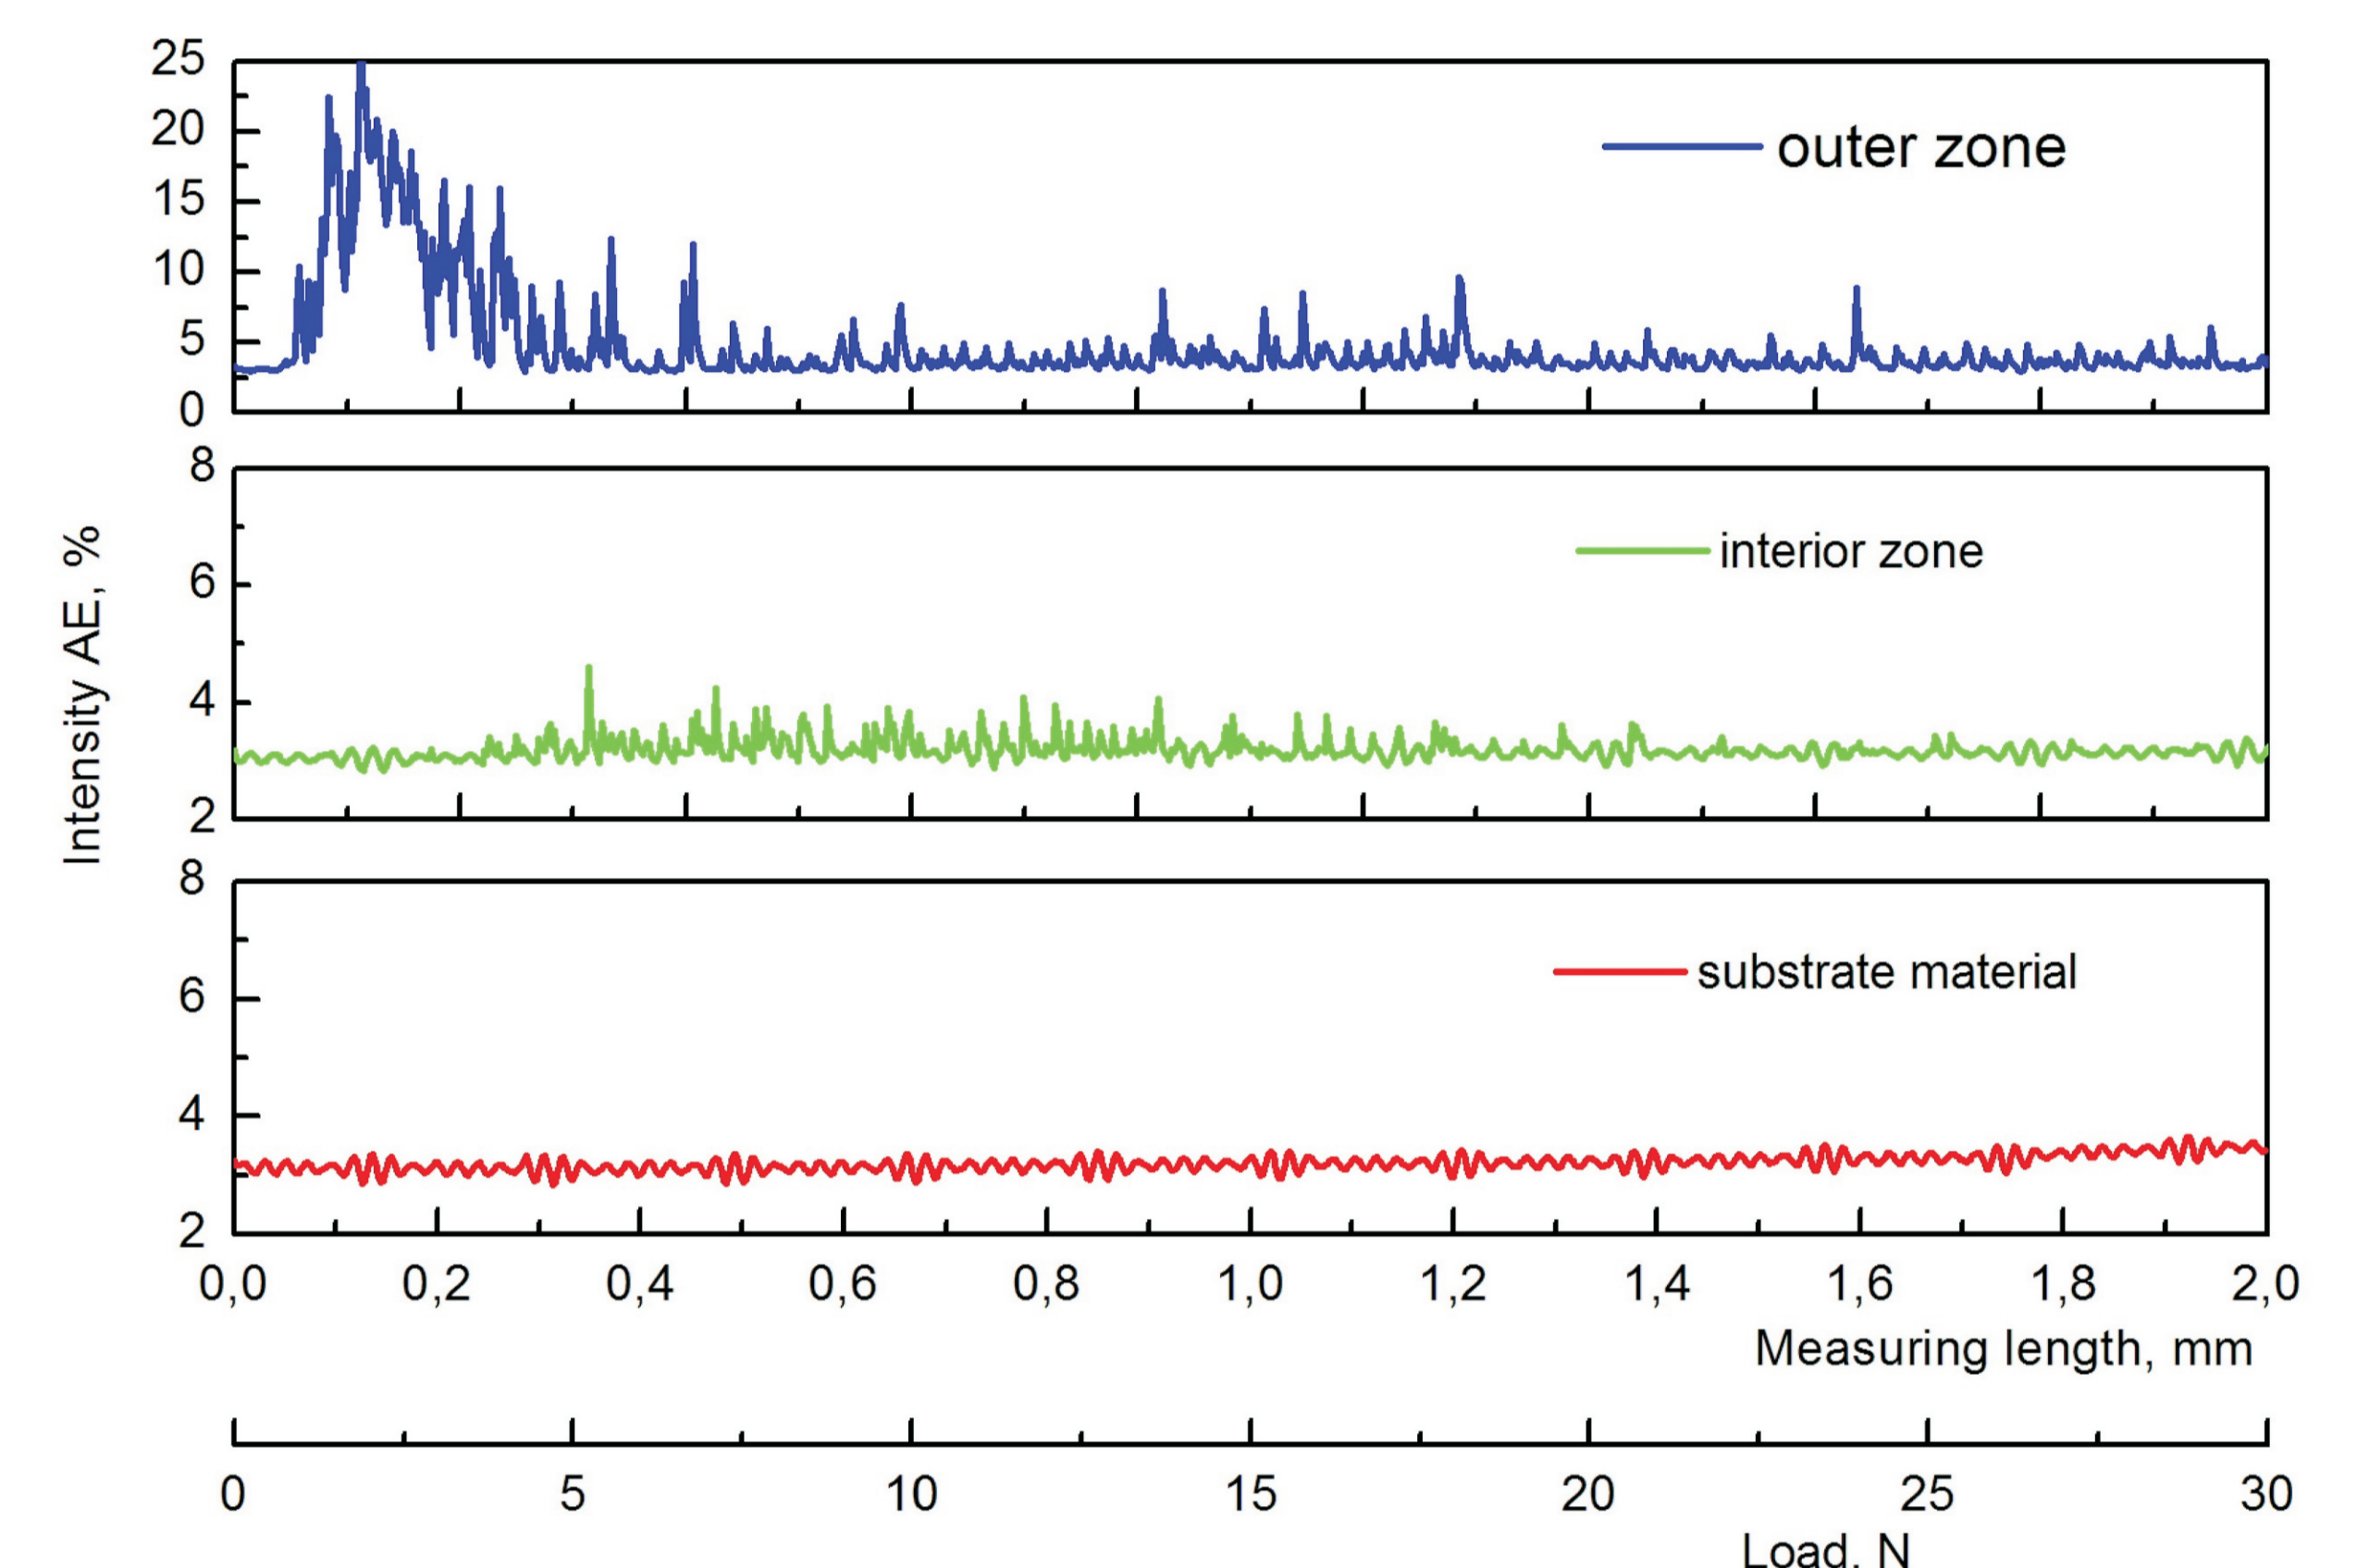 25
20
15
10
5
0
outer zone
8
6
4
2
interior zone
Intensity AE, %
8
6
4
2
substrate material
0,0 0,2 0,4 0,6 0,8 1,0 1,2 1,4 1,6 1,8 2,0
Measuring length, mm
0 5 10 15 20 25 30
Load, N